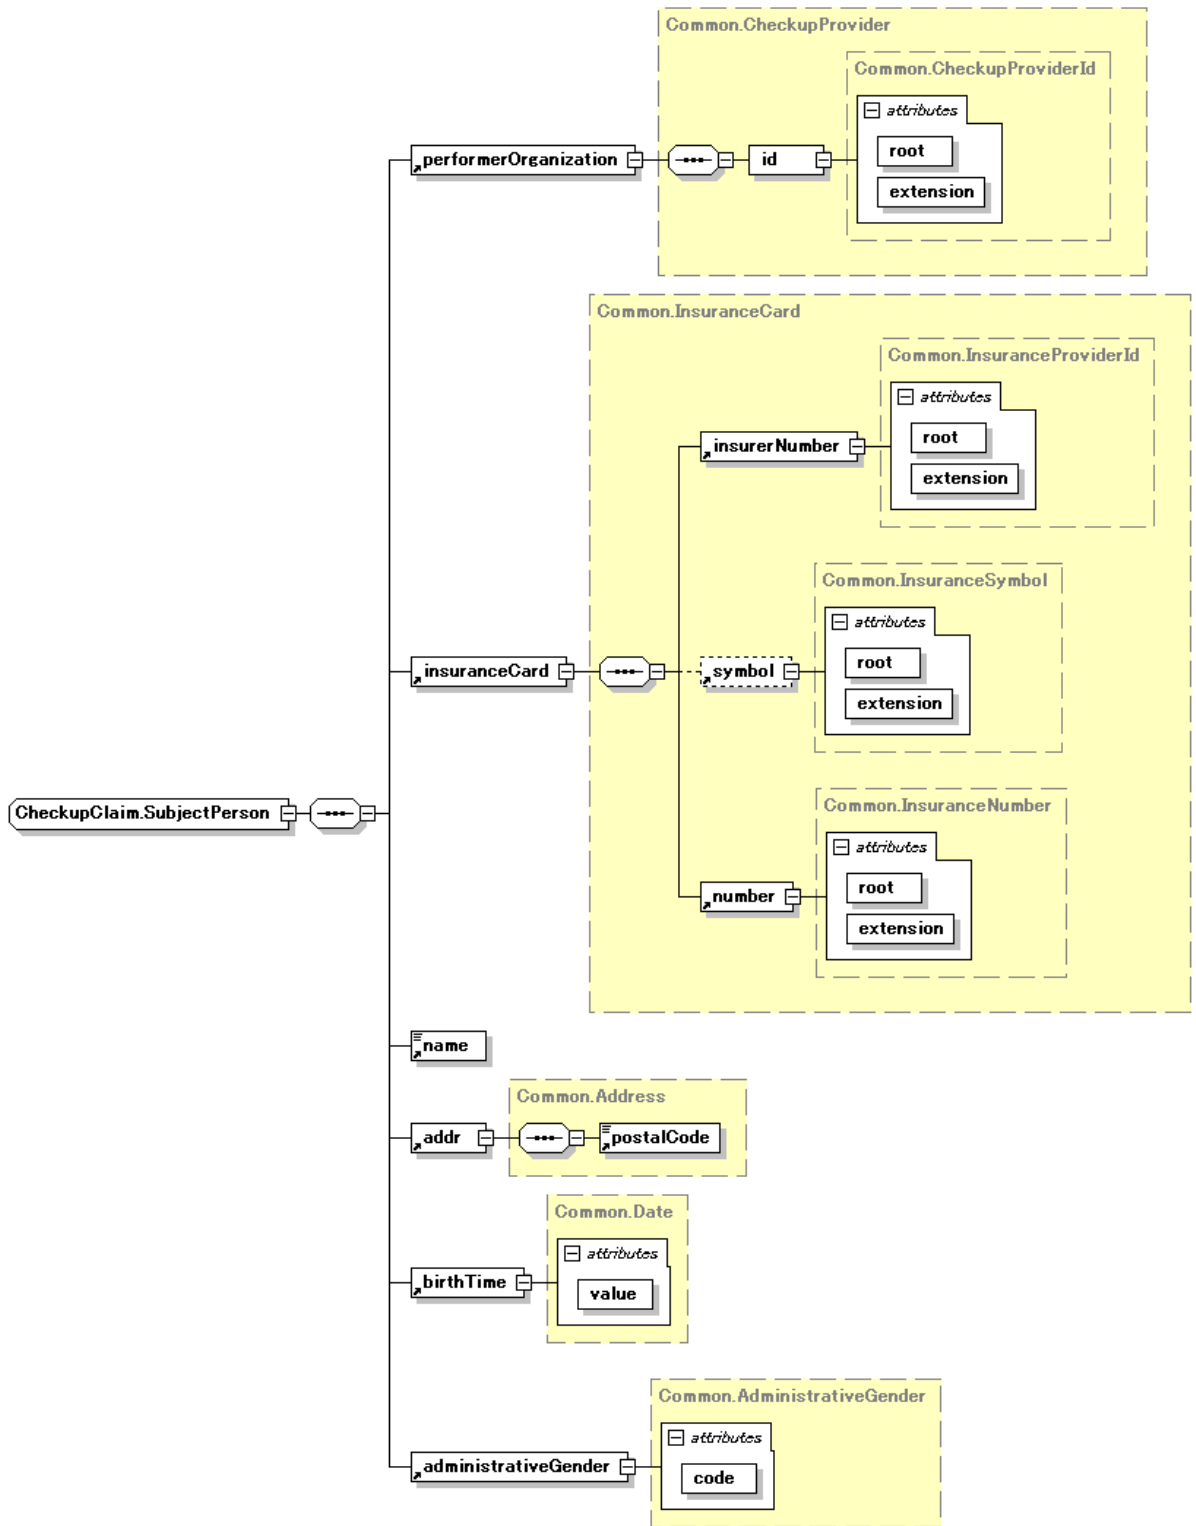 Common.CheckupProvider
Common.CheckupProviderId
attributes
performerOrganization
id
root
extension
Common.InsuranceCard
Common.InsuranceProviderId
attributes
insurerNumber
root
extension
Common.InsuranceSymbol
attributes
insuranceCard
symbol
root
extension
CheckupClaim.SubjectPerson
Common.InsuranceNumber
attributes
number
root
extension
name
Common.Address
addr
postalCode
Common.Date
attributes
birthTime
value
Common.AdministrativeGender
attributes
administrativeGender
code